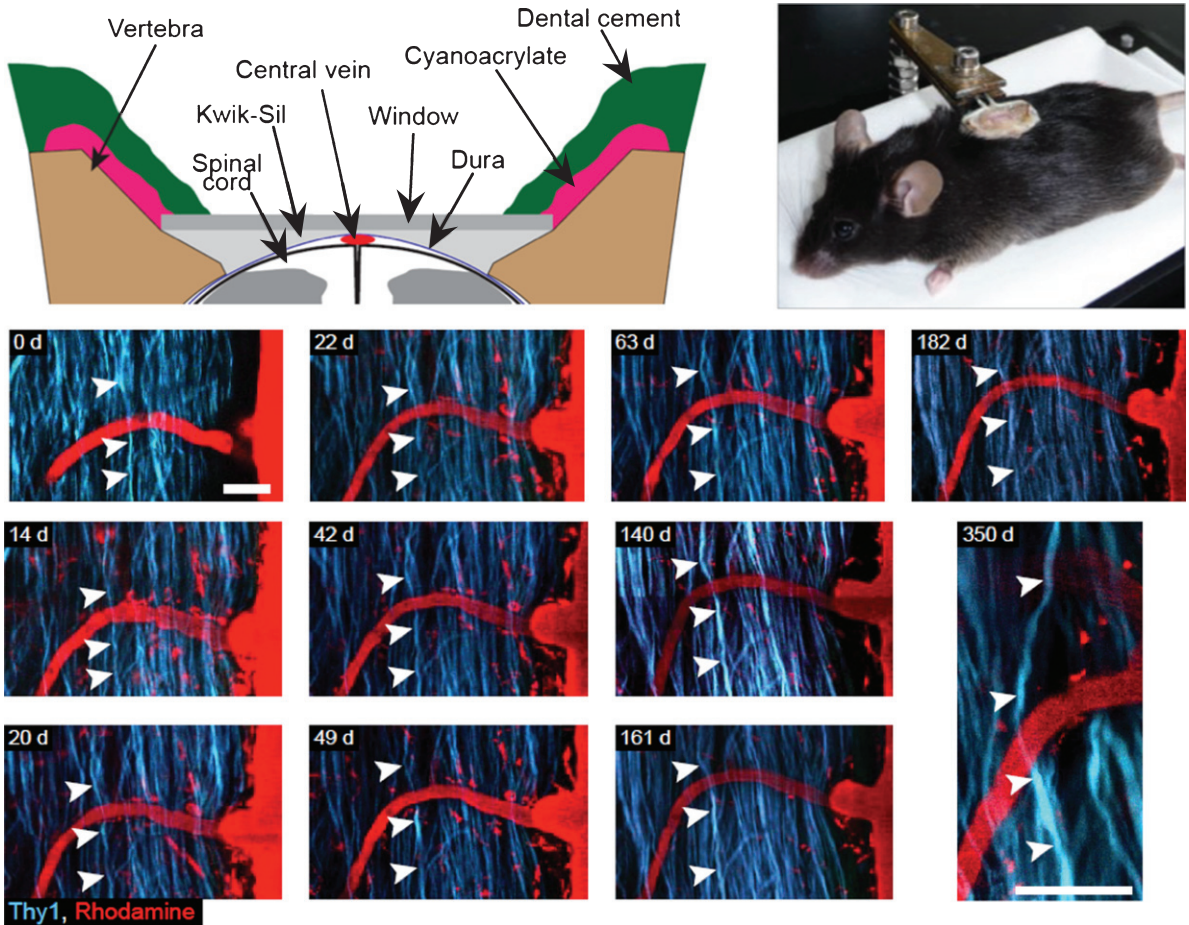 Vertebra
Dental cement
Central vein
Cyanoacrylate
Kwik-Sil
Window
Spinal
cord
Dura
0 d
22 d
63 d
182 d
14 d
42 d
140 d
350 d
20 d
49 d
161 d
Thy1, Rhodamine